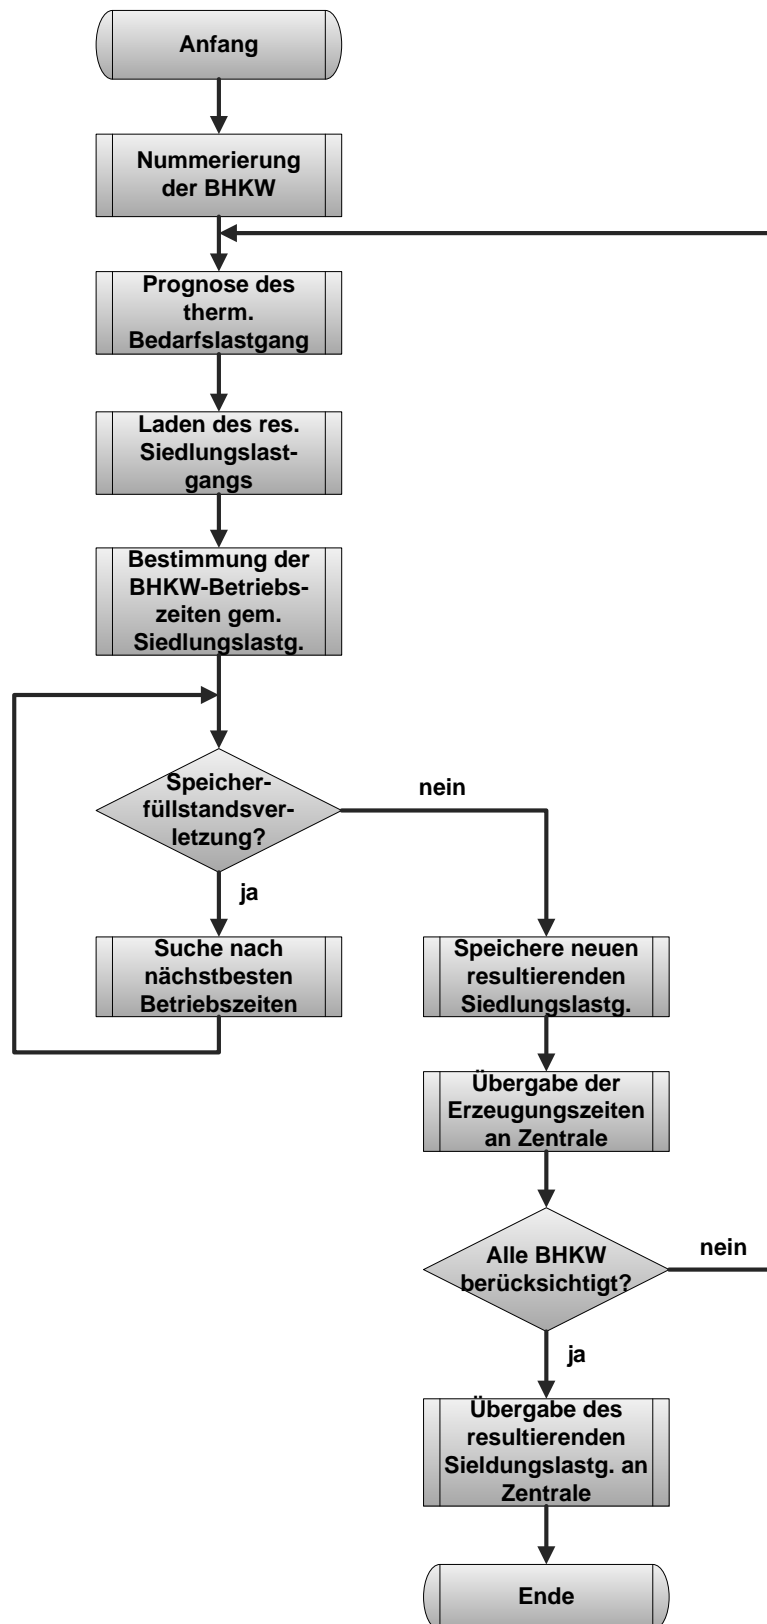 Anfang
Nummerierung
der BHKW
Prognose des
therm.
Bedarfslastgang
Laden des res.
Siedlungslast-
gangs
Bestimmung der
BHKW-Betriebs-
zeiten gem.
Siedlungslastg.
Speicher-
füllstandsver-
letzung?
nein
ja
Suche nach
nächstbesten
Betriebszeiten
Speichere neuen
resultierenden
Siedlungslastg.
Übergabe der
Erzeugungszeiten
an Zentrale
Alle BHKW
berücksichtigt?
nein
ja
Übergabe des
resultierenden
Sieldungslastg. an
Zentrale
Ende